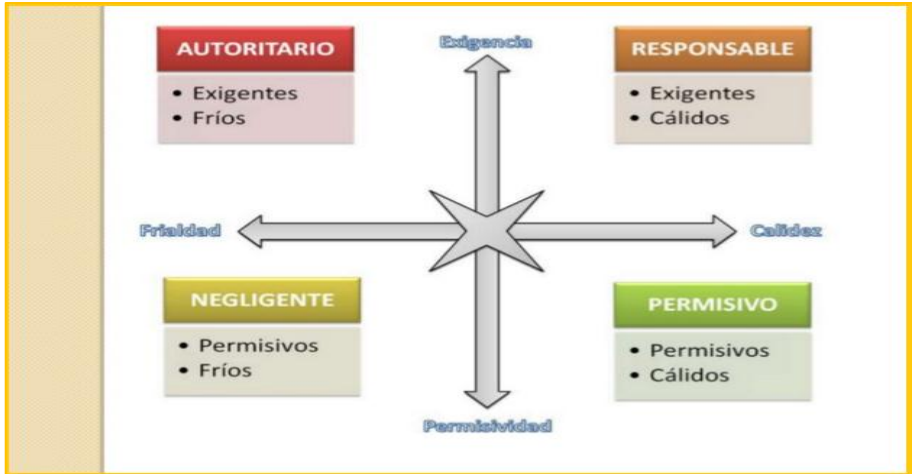 Exigencia
AUTORITARIO
• Exigentes
• Fríos
RESPONSABLE
• Exigentes
• Cálidos
Frialdad
Calidez
NEGLIGENTE
• Permisivos
• Fríos
PERMISIVO
• Permisivos
• Cálidos
Permisividad